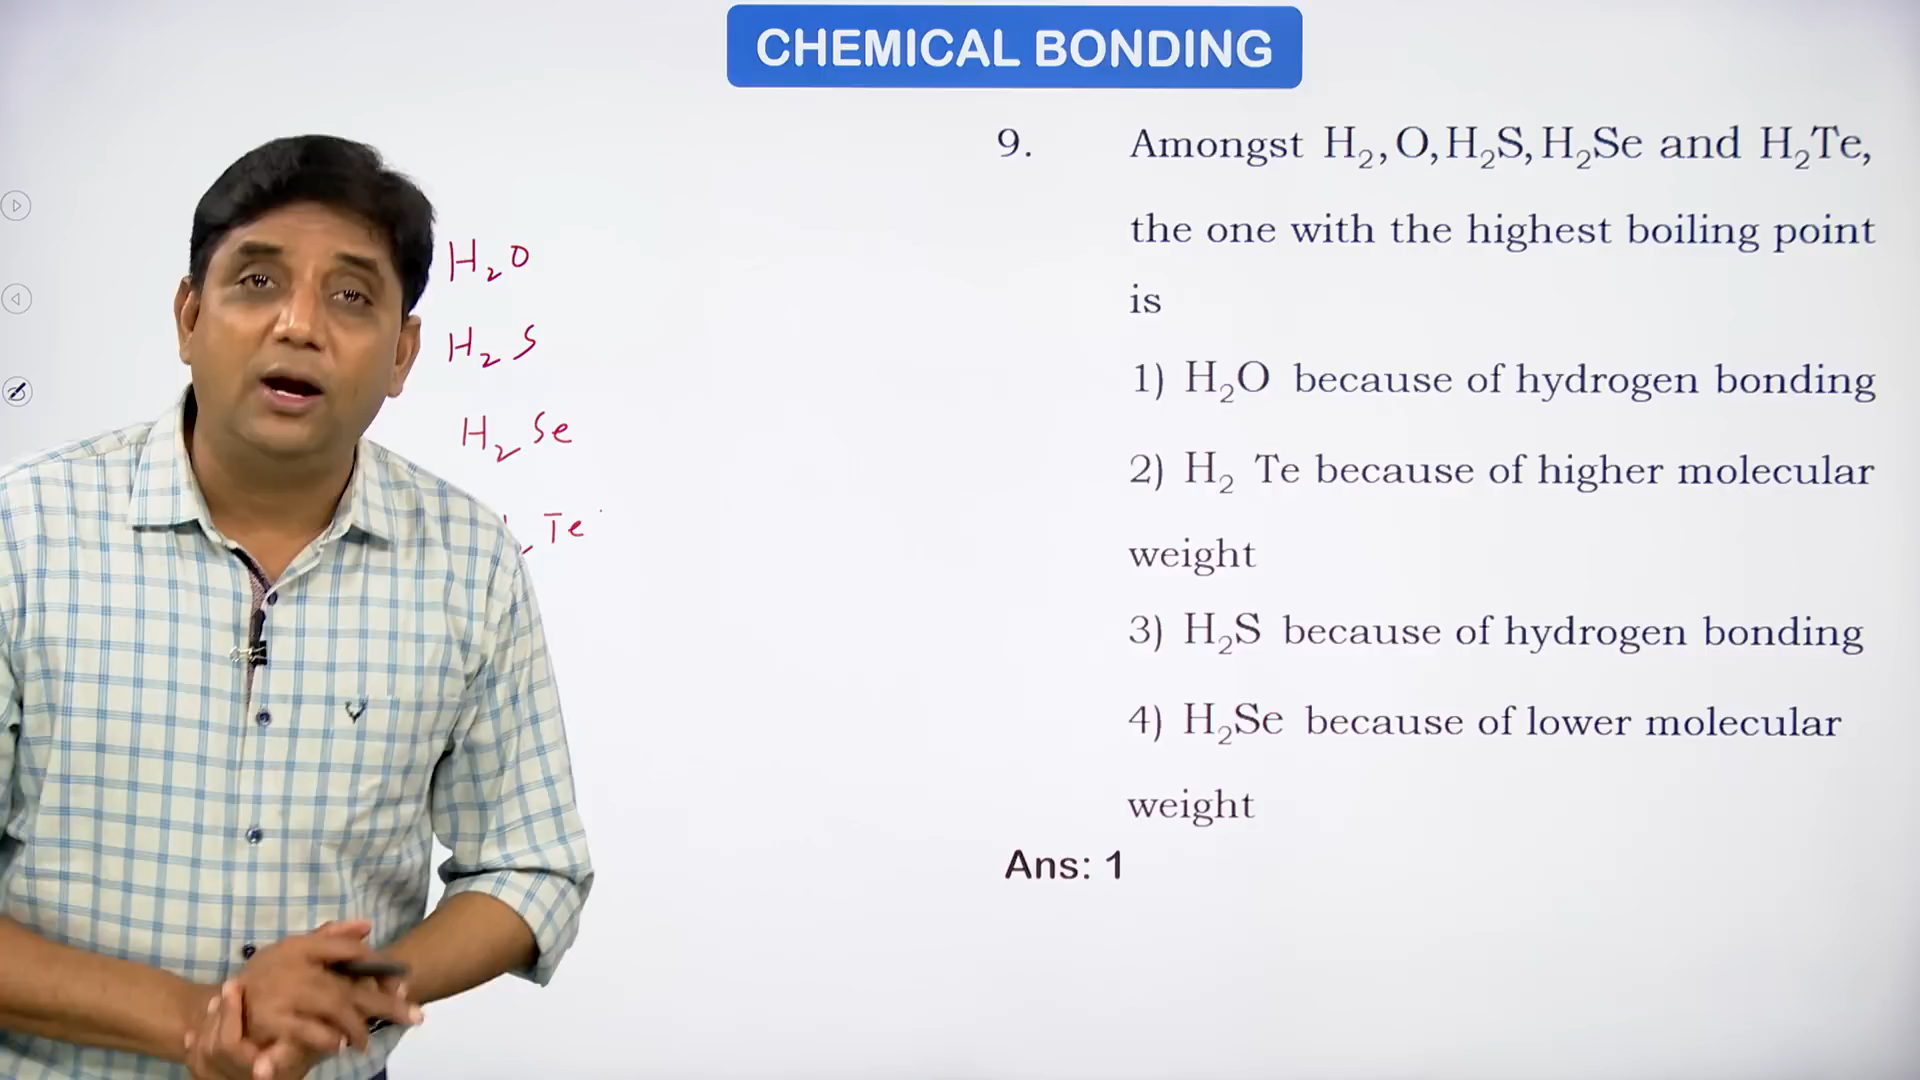 CHEMICAL BONDING
H₂O
H₂S
H₂Se
Te
9. Amongst H₂,O,H₂S,H₂Se and H₂Te,
the one with the highest boiling point
is
1) H₂O because of hydrogen bonding
2) H₂ Te because of higher molecular
weight
3) H₂S because of hydrogen bonding
4) H₂Se because of lower molecular
weight
Ans: 1